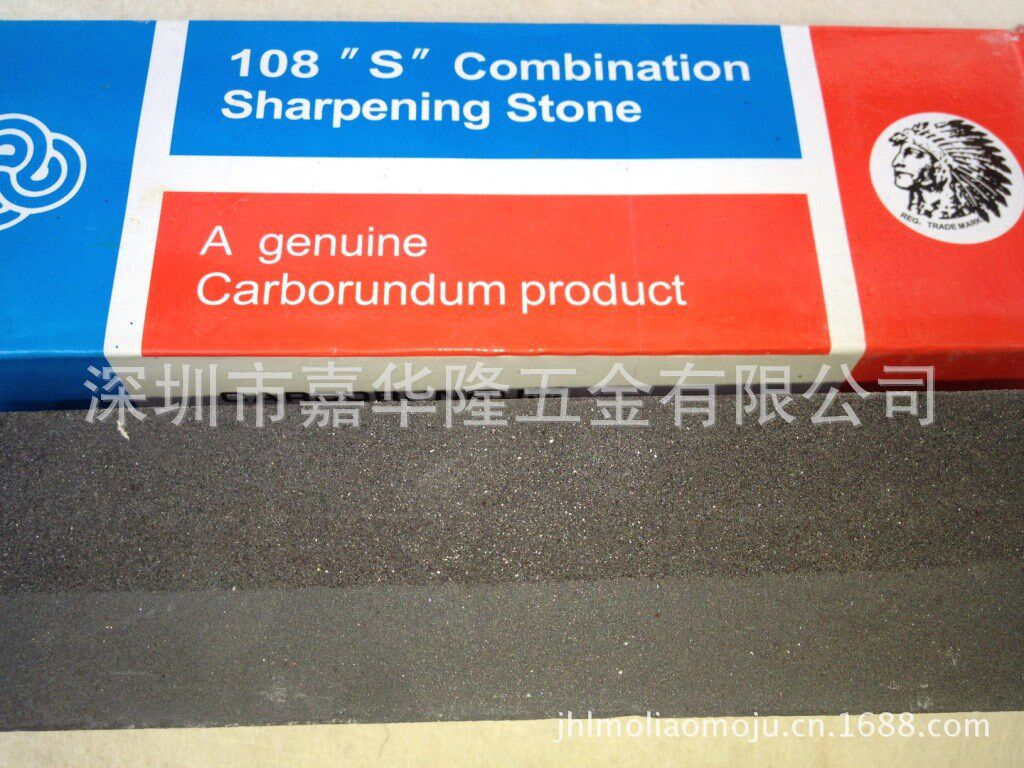 108 "S" Combination
Sharpening Stone
REG. TRADE MARK
A genuine
Carborundum product
深圳市嘉华隆五金有限公司
jhlmoliaomoju.cn.1688.com